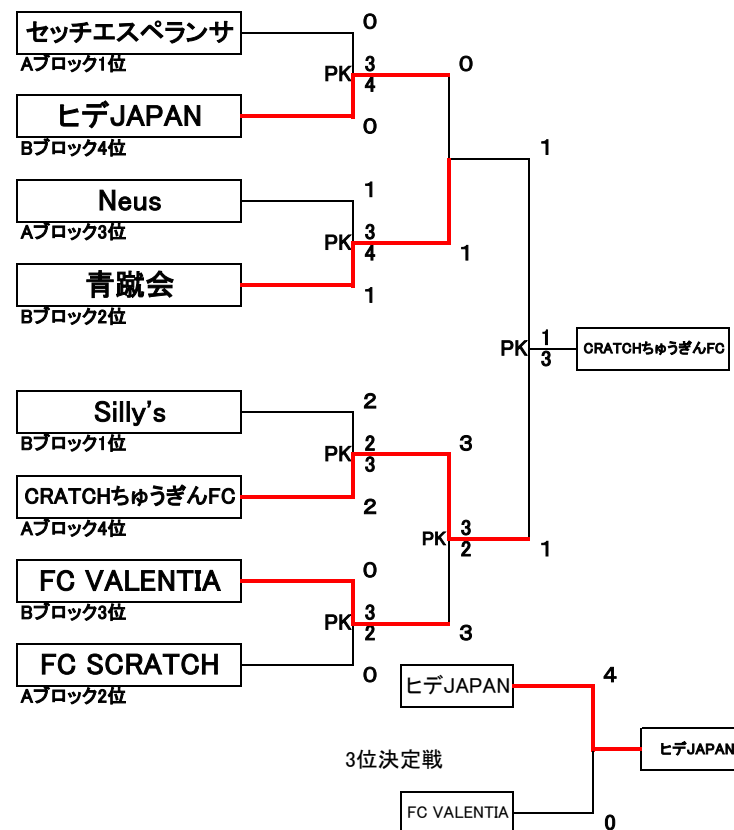 セッチエスペランサ
0
Aブロック1位
PK
3
4
0
ヒデJAPAN
0
Bブロック4位
1
Neus
1
Aブロック3位
PK
3
4
1
青蹴会
1
Bブロック2位
PK
1
3
CRATCHちゅうぎんFC
Silly's
2
Bブロック1位
PK
2
3
3
CRATCHちゅうぎんFC
2
Aブロック4位
PK
3
2
1
FC VALENTIA
0
Bブロック3位
PK
3
2
3
FC SCRATCH
0
Aブロック2位
ヒデJAPAN
4
3位決定戦
ヒデJAPAN
FC VALENTIA
0